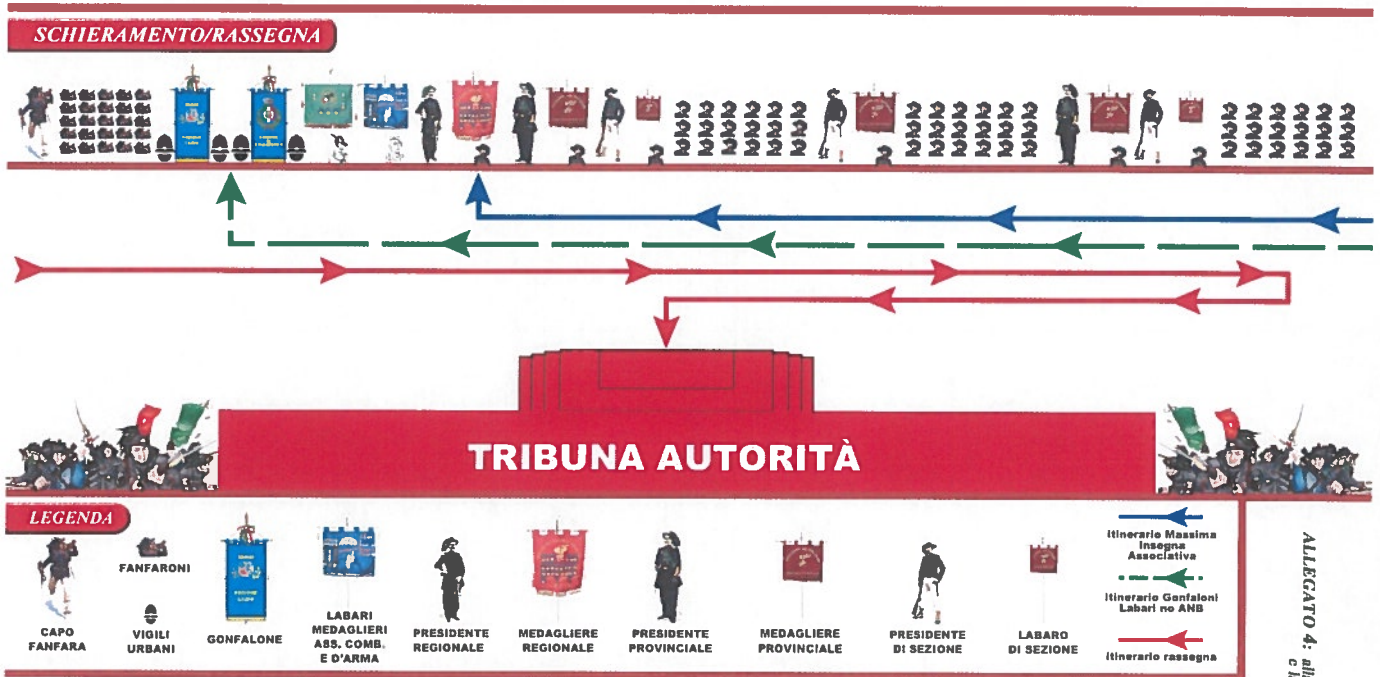 SCHIERAMENTO/RASSEGNA
TRIBUNA AUTORITÀ
LEGENDA
CAPO
FANFARA
FANFARONI
VIGILI
URBANI
GONFALONE
LABARI
MEDAGLIERI
ASS. COMB.
E D'ARMA
PRESIDENTE
REGIONALE
MEDAGLIERE
REGIONALE
PRESIDENTE
PROVINCIALE
MEDAGLIERE
PROVINCIALE
PRESIDENTE
DI SEZIONE
LABARO
DI SEZIONE
Itinerario Massima
Insegna
Associativa
Itinerario Gonfaloni
Labari no ANB
Itinerario rassegna
ALLEGATO 4: